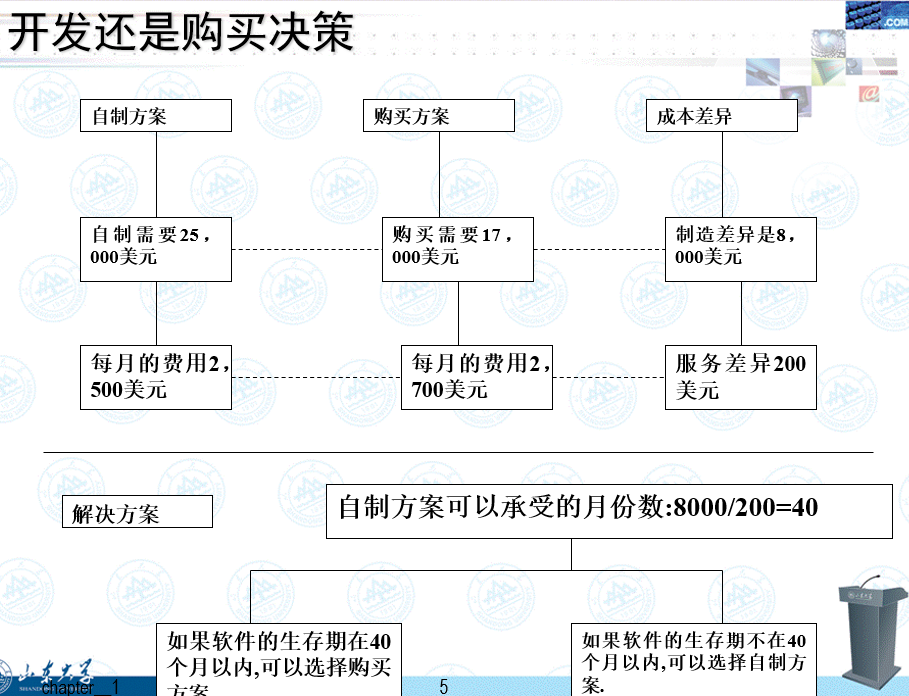 开发还是购买决策
.COM
自制方案
购买方案
成本差异
自制需要25，
000美元
购买需要17，
000美元
制造差异是8，
000美元
每月的费用2，
500美元
每月的费用2，
700美元
服务差异200
美元
解决方案
自制方案可以承受的月份数:8000/200=40
如果软件的生存期在40
个月以内,可以选择购买
方案
如果软件的生存期不在40
个月以内,可以选择自制方
案.
山东大学
chapter__1
5